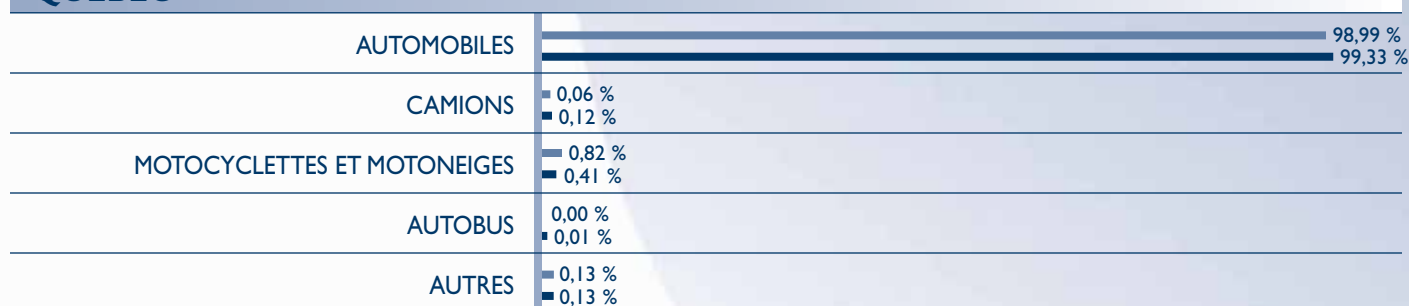 AUTOMOBILES
98,99 %
99,33 %
CAMIONS
0,06 %
0,12 %
MOTOCYCLETTES ET MOTONEIGES
0,82 %
0,41 %
AUTOBUS
0,00 %
0,01 %
AUTRES
0,13 %
0,13 %